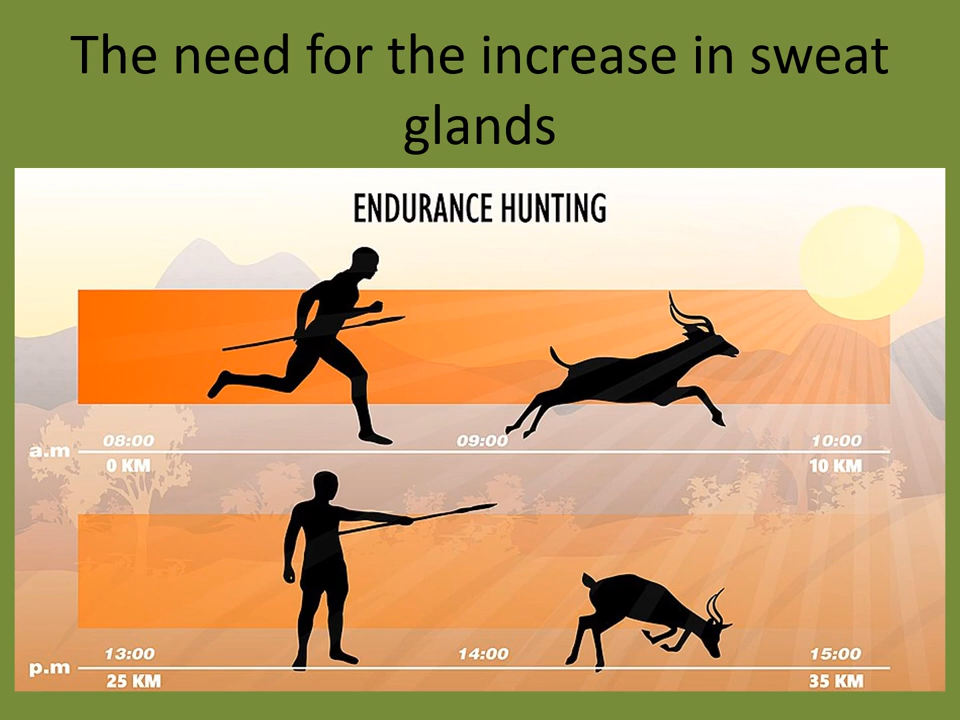 The need for the increase in sweat
glands
ENDURANCE HUNTING
a.m 08:00 09:00 10:00
0 KM 10 KM
p.m 13:00 14:00 15:00
25 KM 35 KM